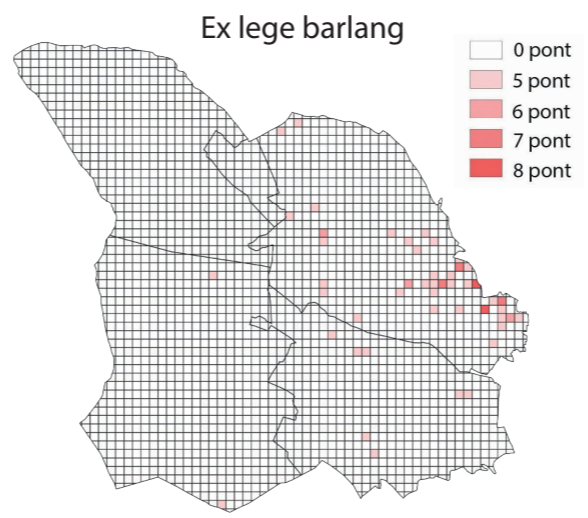 Ex lege barlang
0 pont
5 pont
6 pont
7 pont
8 pont